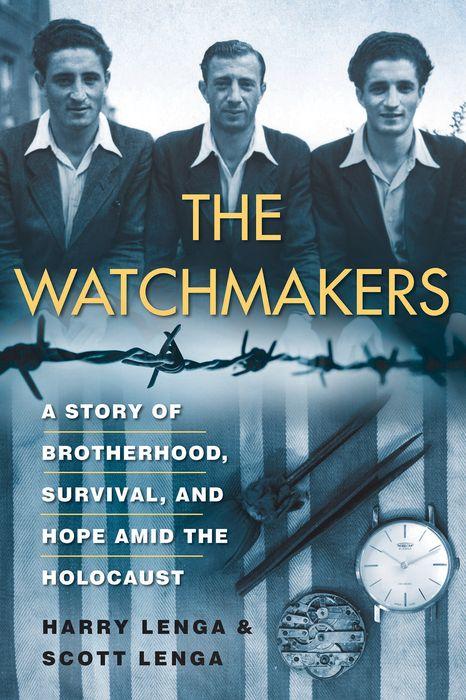 THE
WATCHMAKERS
A STORY OF
BROTHERHOOD,
SURVIVAL, AND
HOPE AMID THE
HOLOCAUST
HARRY LENGA &
SCOTT LENGA